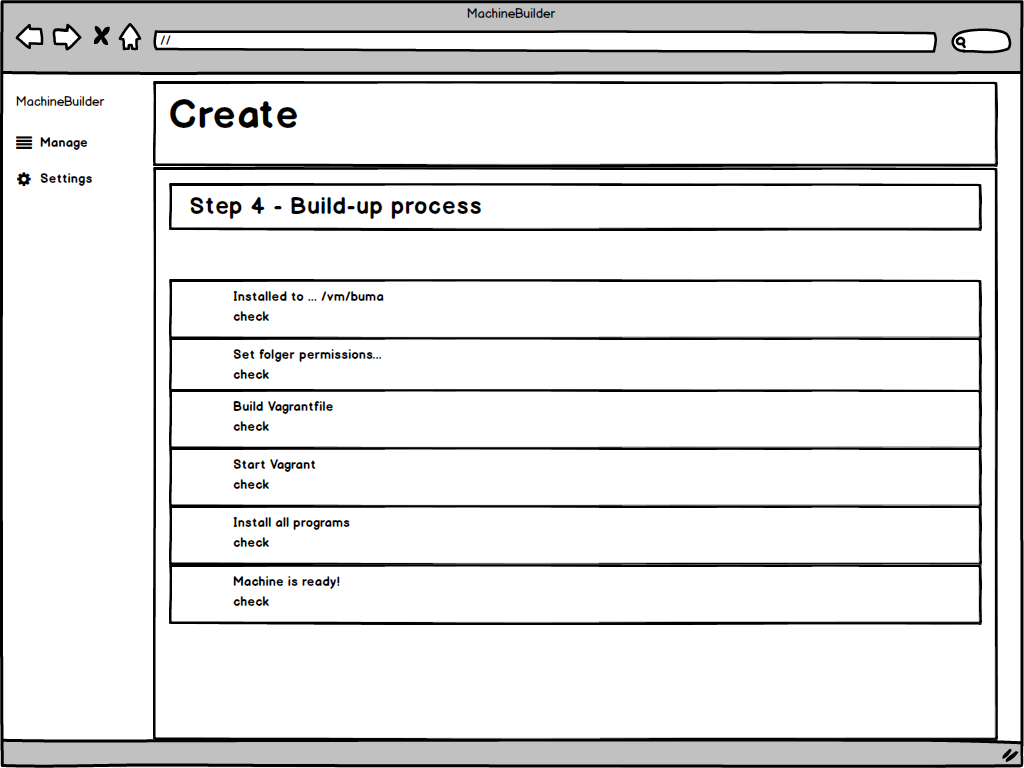 MachineBuilder
//
MachineBuilder
Manage
Settings
Create
Step 4 - Build-up process
Installed to ... /vm/buma
check
Set folger permissions...
check
Build Vagrantfile
check
Start Vagrant
check
Install all programs
check
Machine is ready!
check